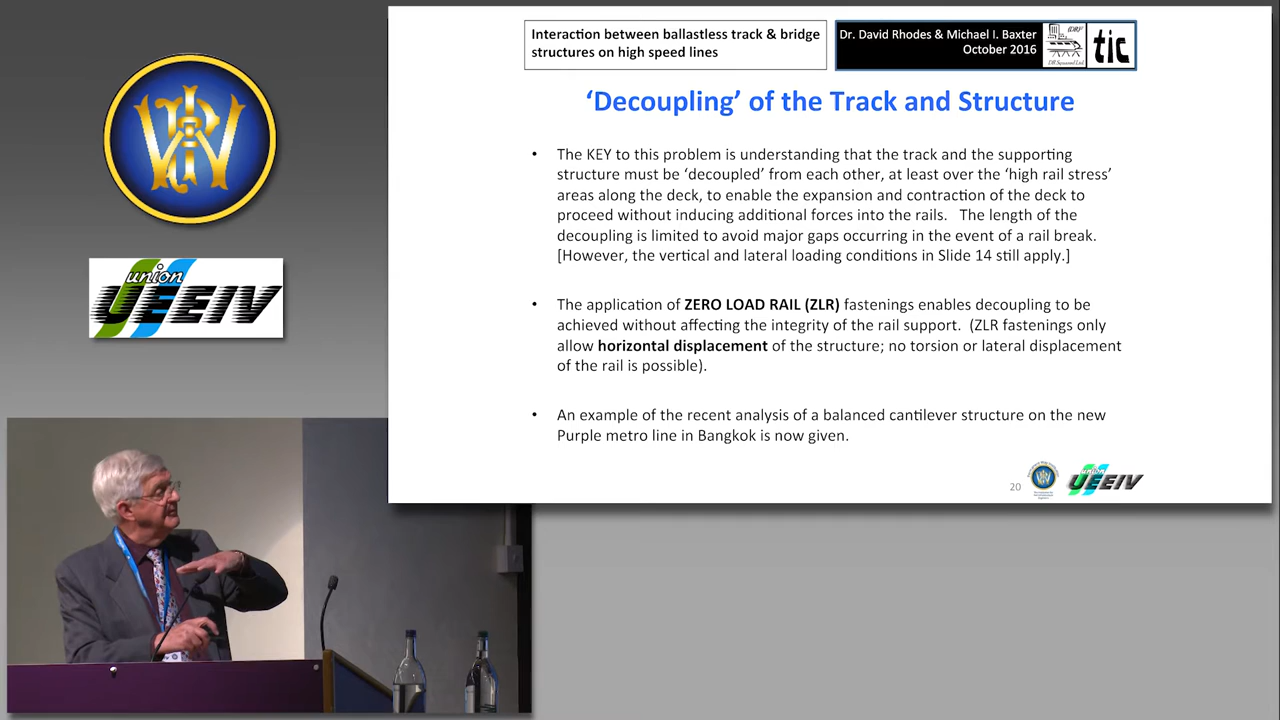 PWI
union
UEEIV
Interaction between ballastless track & bridge
structures on high speed lines
Dr. David Rhodes & Michael I. Baxter
October 2016
tic
‘Decoupling’ of the Track and Structure
• The KEY to this problem is understanding that the track and the supporting
structure must be ‘decoupled’ from each other, at least over the ‘high rail stress’
areas along the deck, to enable the expansion and contraction of the deck to
proceed without inducing additional forces into the rails. The length of the
decoupling is limited to avoid major gaps occurring in the event of a rail break.
[However, the vertical and lateral loading conditions in Slide 14 still apply.]
• The application of ZERO LOAD RAIL (ZLR) fastenings enables decoupling to be
achieved without affecting the integrity of the rail support. (ZLR fastenings only
allow horizontal displacement of the structure; no torsion or lateral displacement
of the rail is possible).
• An example of the recent analysis of a balanced cantilever structure on the new
Purple metro line in Bangkok is now given.
20
union
UEEIV